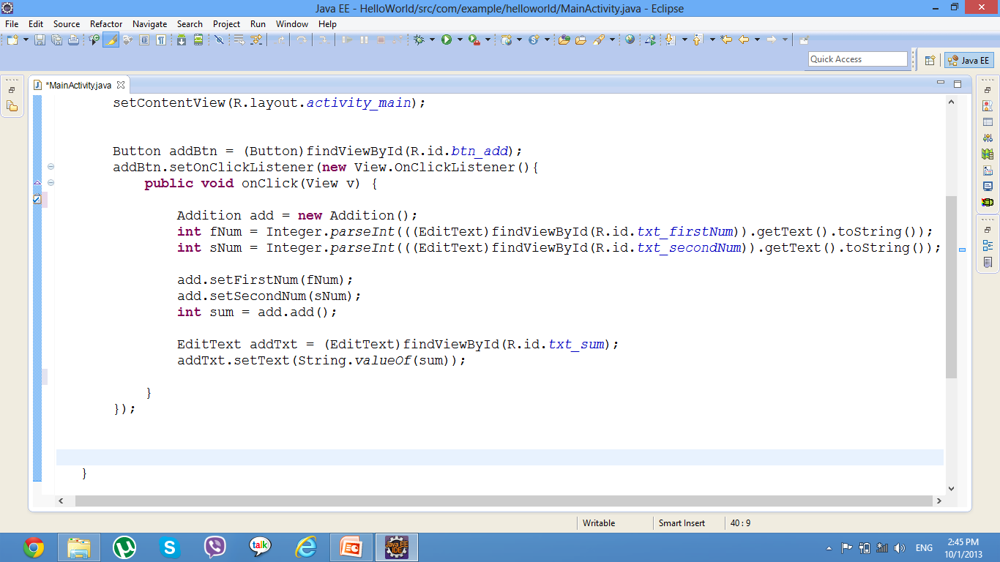 Java EE - HelloWorld/src/com/example/helloworld/MainActivity.java - Eclipse
File Edit Source Refactor Navigate Search Project Run Window Help
Quick Access
Java EE
*MainActivity.java
setContentView(R.layout.activity_main);
Button addBtn = (Button)findViewById(R.id.btn_add);
addBtn.setOnClickListener(new View.OnClickListener(){
public void onClick(View v) {
Addition add = new Addition();
int fNum = Integer.parseInt(((EditText)findViewById(R.id.txt_firstNum)).getText().toString());
int sNum = Integer.parseInt(((EditText)findViewById(R.id.txt_secondNum)).getText().toString());
add.setFirstNum(fNum);
add.setSecondNum(sNum);
int sum = add.add();
EditText addTxt = (EditText)findViewById(R.id.txt_sum);
addTxt.setText(String.valueOf(sum));
}
});
}
Writable Smart Insert 40 : 9
talk
Java EE
IDE
ENG
2:45 PM
10/1/2013